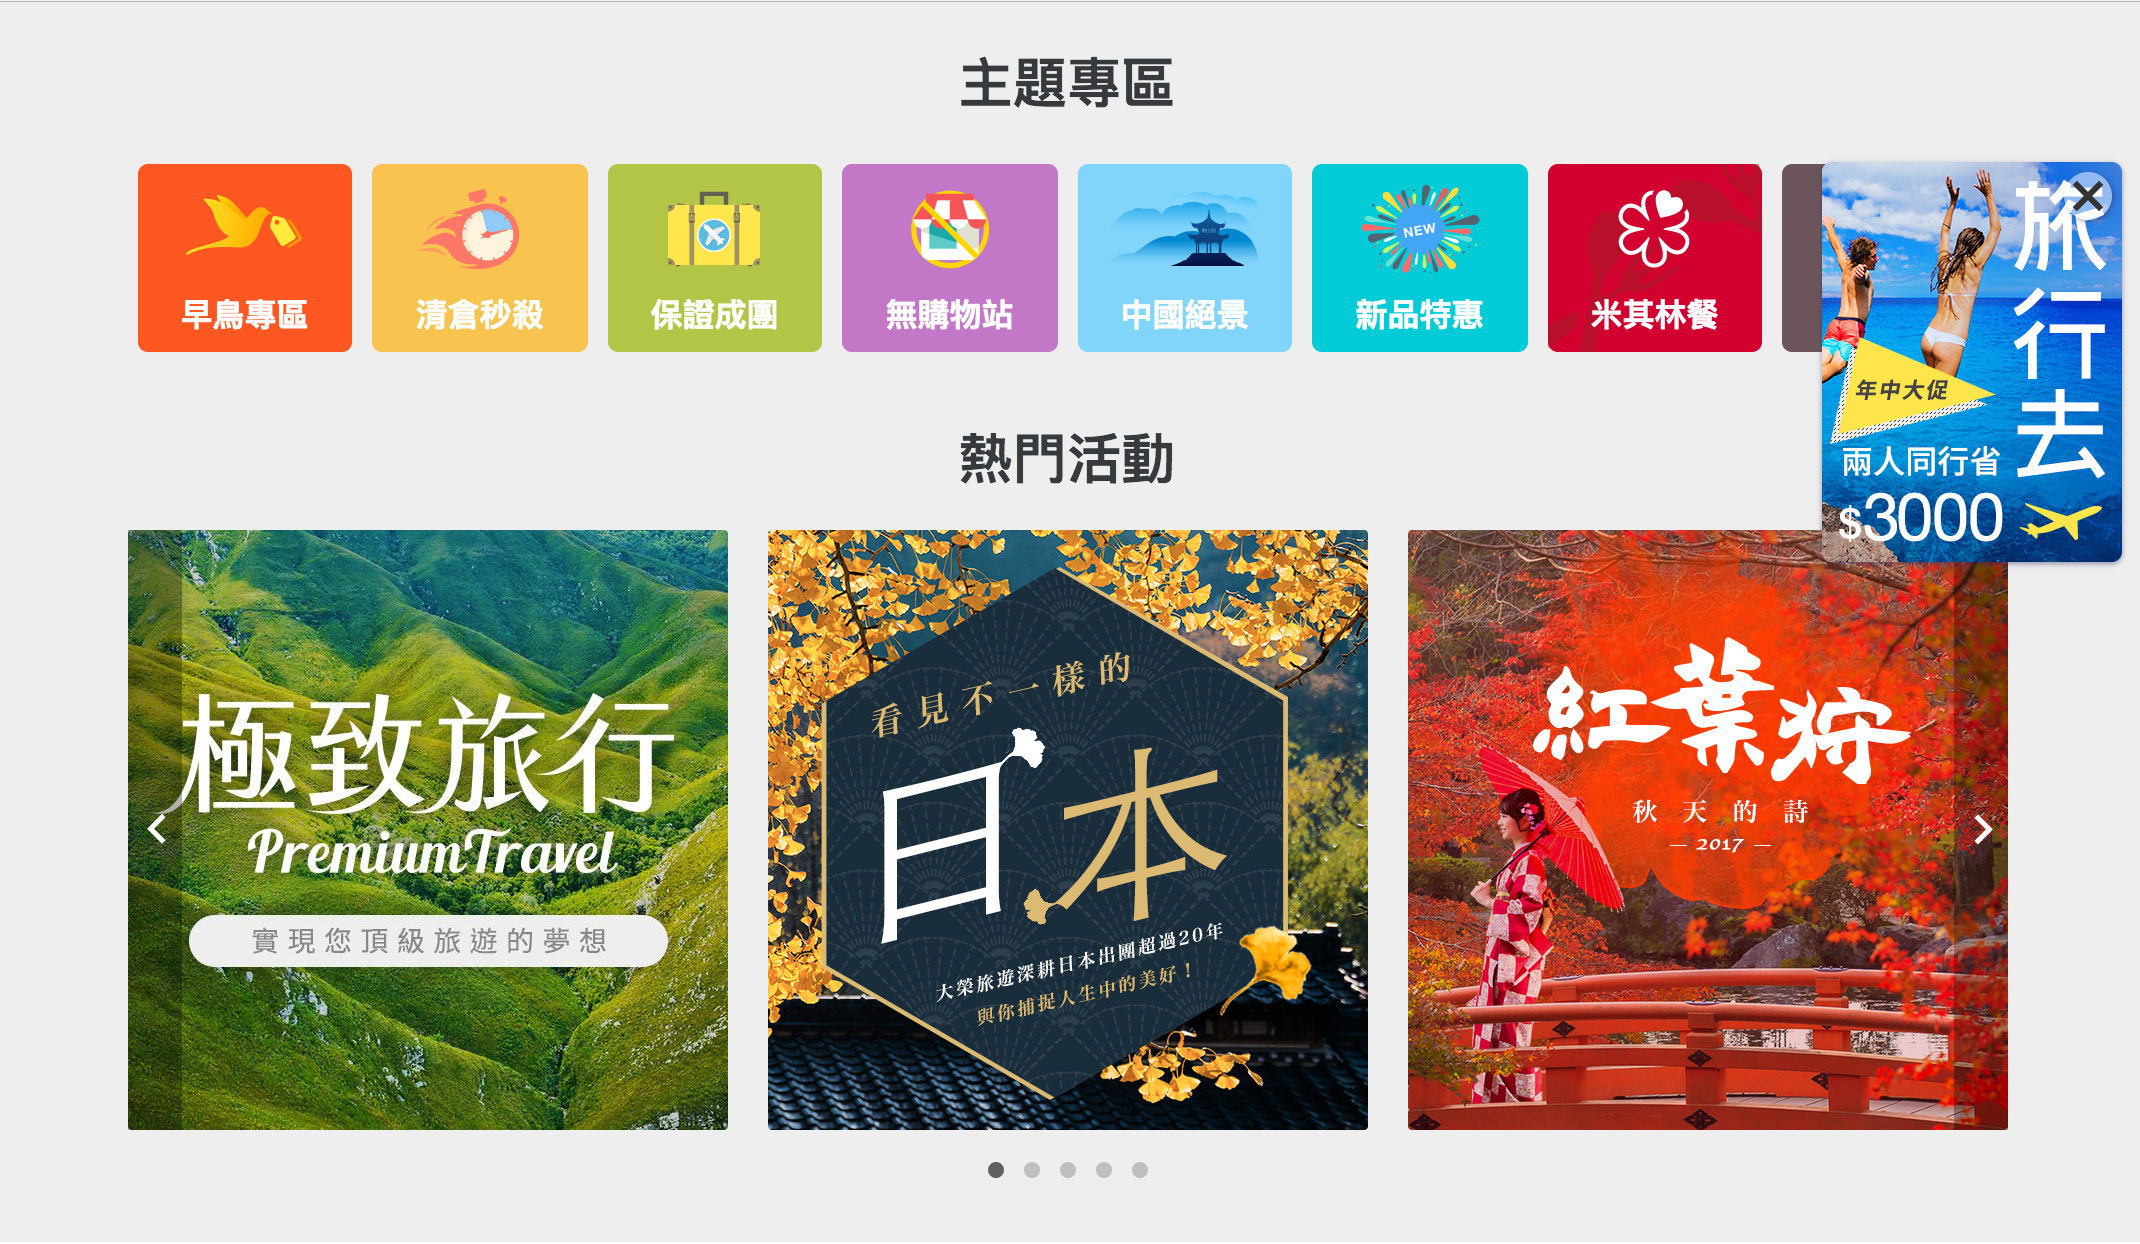 主題專區
早鳥專區
清倉秒殺
保證成團
無購物站
中國絕景
NEW
新品特惠
米其林餐
旅行去
年中大促
兩人同行省
$3000
熱門活動
極致旅行
PremiumTravel
實現您頂級旅遊的夢想
看見不一樣的
日本
大榮旅遊深耕日本出團超過20年
與你捕捉人生中的美好！
紅葉狩
秋天的詩
— 2017 —